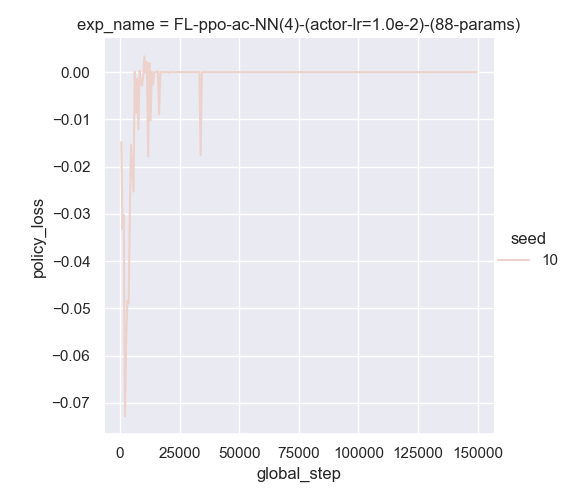 exp_name = FL-ppo-ac-NN(4)-(actor-lr=1.0e-2)-(88-params)
0.00
−0.01
−0.02
−0.03
−0.04
−0.05
−0.06
−0.07
policy_loss
0 25000 50000 75000 100000 125000 150000
global_step
seed
10